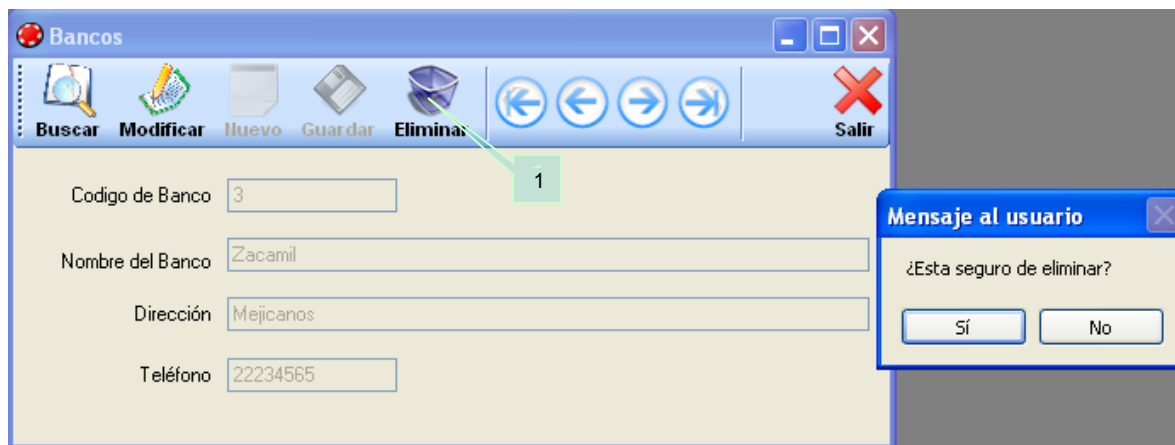 Bancos
Buscar Modificar Nuevo Guardar Eliminar Salir
1
Codigo de Banco 3
Nombre del Banco Zacamil
Dirección Mejicanos
Teléfono 22234565
Mensaje al usuario
¿Esta seguro de eliminar?
Sí No